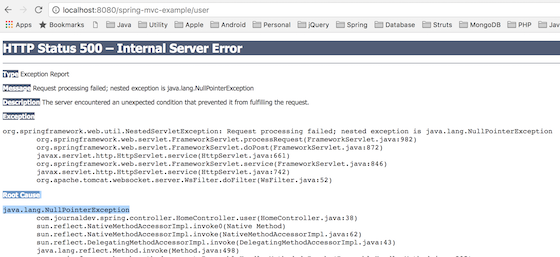 localhost:8080/spring-mvc-example/user
Apps Bookmarks Java Utility Android Apple Personal jQuery Spring Database Struts MongoDB PHP Java
HTTP Status 500 – Internal Server Error
Type Exception Report
Message Request processing failed; nested exception is java.lang.NullPointerException
Description The server encountered an unexpected condition that prevented it from fulfilling the request.
Exception
org.springframework.web.util.NestedServletException: Request processing failed; nested exception is java.lang.NullPointerException
org.springframework.web.servlet.FrameworkServlet.processRequest(FrameworkServlet.java:982)
org.springframework.web.servlet.FrameworkServlet.doPost(FrameworkServlet.java:872)
javax.servlet.http.HttpServlet.service(HttpServlet.java:661)
org.springframework.web.servlet.FrameworkServlet.service(FrameworkServlet.java:846)
javax.servlet.http.HttpServlet.service(HttpServlet.java:742)
org.apache.tomcat.websocket.server.WsFilter.doFilter(WsFilter.java:52)
Root Cause
java.lang.NullPointerException
com.journaldev.spring.controller.HomeController.user(HomeController.java:38)
sun.reflect.NativeMethodAccessorImpl.invoke0(Native Method)
sun.reflect.NativeMethodAccessorImpl.invoke(NativeMethodAccessorImpl.java:62)
sun.reflect.DelegatingMethodAccessorImpl.invoke(DelegatingMethodAccessorImpl.java:43)
java.lang.reflect.Method.invoke(Method.java:498)